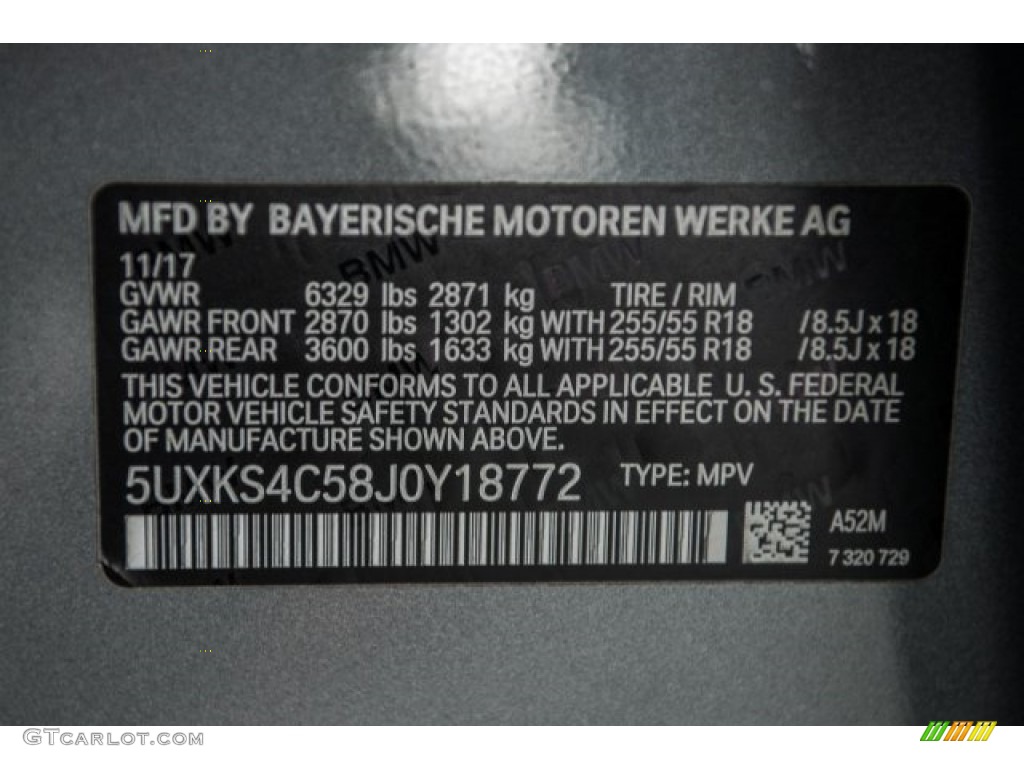 MFD BY BAYERISCHE MOTOREN WERKE AG
11/17
GVWR 6329 lbs 2871 kg TIRE / RIM
GAWR FRONT 2870 lbs 1302 kg WITH 255/55 R18 /8.5J x 18
GAWR REAR 3600 lbs 1633 kg WITH 255/55 R18 /8.5J x 18
THIS VEHICLE CONFORMS TO ALL APPLICABLE U. S. FEDERAL
MOTOR VEHICLE SAFETY STANDARDS IN EFFECT ON THE DATE
OF MANUFACTURE SHOWN ABOVE.
5UXKS4C58J0Y18772 TYPE: MPV
A52M
7 320 729
GTCARLOT.COM